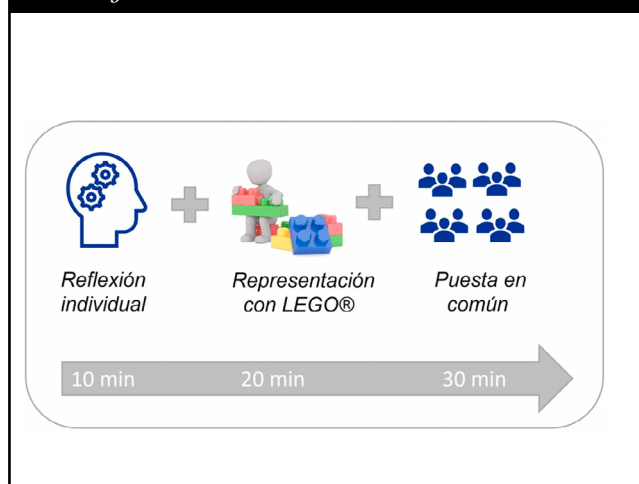 Reflexión
individual
Representación
con LEGO®
Puesta en
común
10 min
20 min
30 min